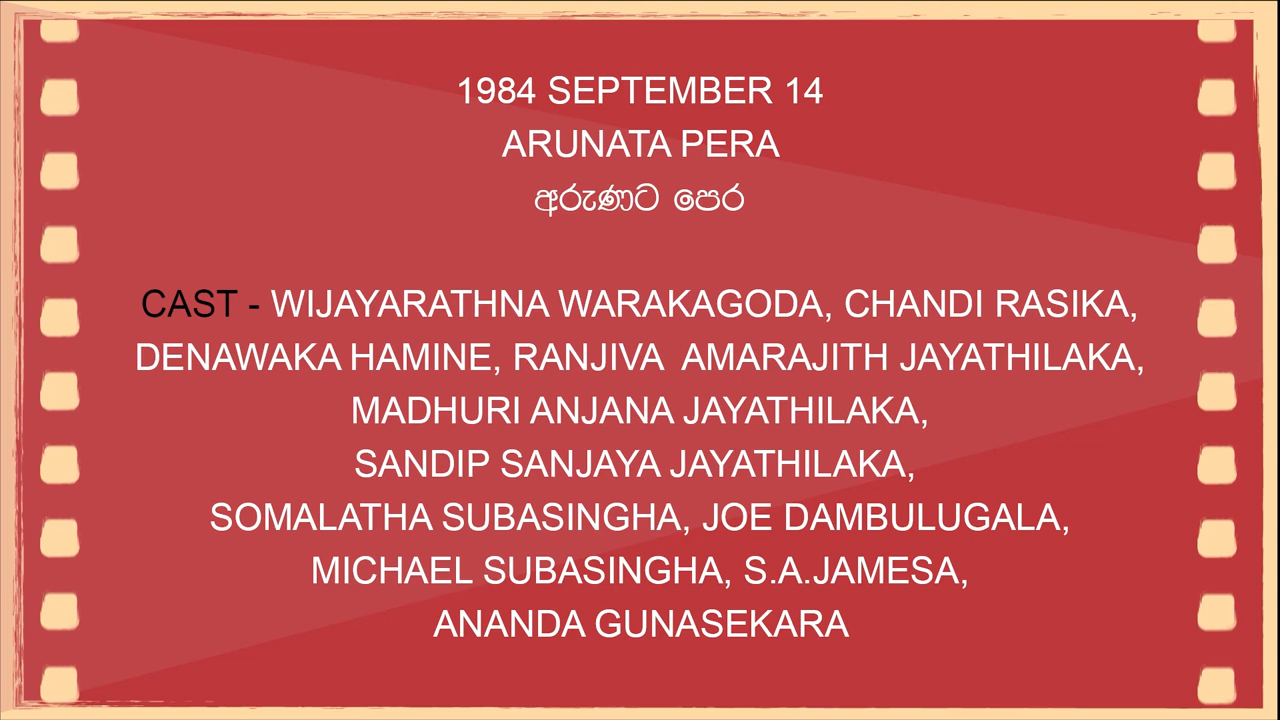 1984 SEPTEMBER 14
ARUNATA PERA
අරුණට පෙර
CAST - WIJAYARATHNA WARAKAGODA, CHANDI RASIKA,
DENAWAKA HAMINE, RANJIVA  AMARAJITH JAYATHILAKA,
MADHURI ANJANA JAYATHILAKA,
SANDIP SANJAYA JAYATHILAKA,
SOMALATHA SUBASINGHA, JOE DAMBULUGALA,
MICHAEL SUBASINGHA, S.A.JAMESA,
ANANDA GUNASEKARA